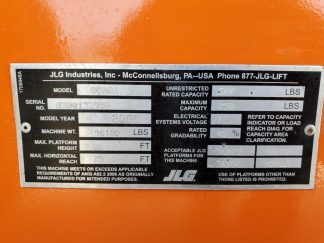 JLG Industries, Inc - McConnellsburg, PA--USA Phone 877-JLG-LIFT
MODEL
SERIAL NO.
MODEL YEAR
MACHINE WT. LBS
MAX. PLATFORM HEIGHT FT
MAX. HORIZONTAL REACH FT
THIS MACHINE MEETS OR EXCEEDS APPLICABLE
REQUIREMENTS OF ANSI A92.5 2006 AS ORIGINALLY
MANUFACTURED FOR INTENDED PURPOSES.
UNRESTRICTED RATED CAPACITY LBS
MAXIMUM CAPACITY LBS
ELECTRICAL SYSTEMS VOLTAGE
RATED GRADABILITY %
REFER TO CAPACITY
INDICATOR OR LOAD
REACH DIAG. FOR
CAPACITY AREA
CLARIFICATION.
ACCEPTABLE JLG
PLATFORMS FOR
THIS MACHINE
JLG
USE OF PLATFORMS OTHER THAN
THOSE LISTED IS PROHIBITED.